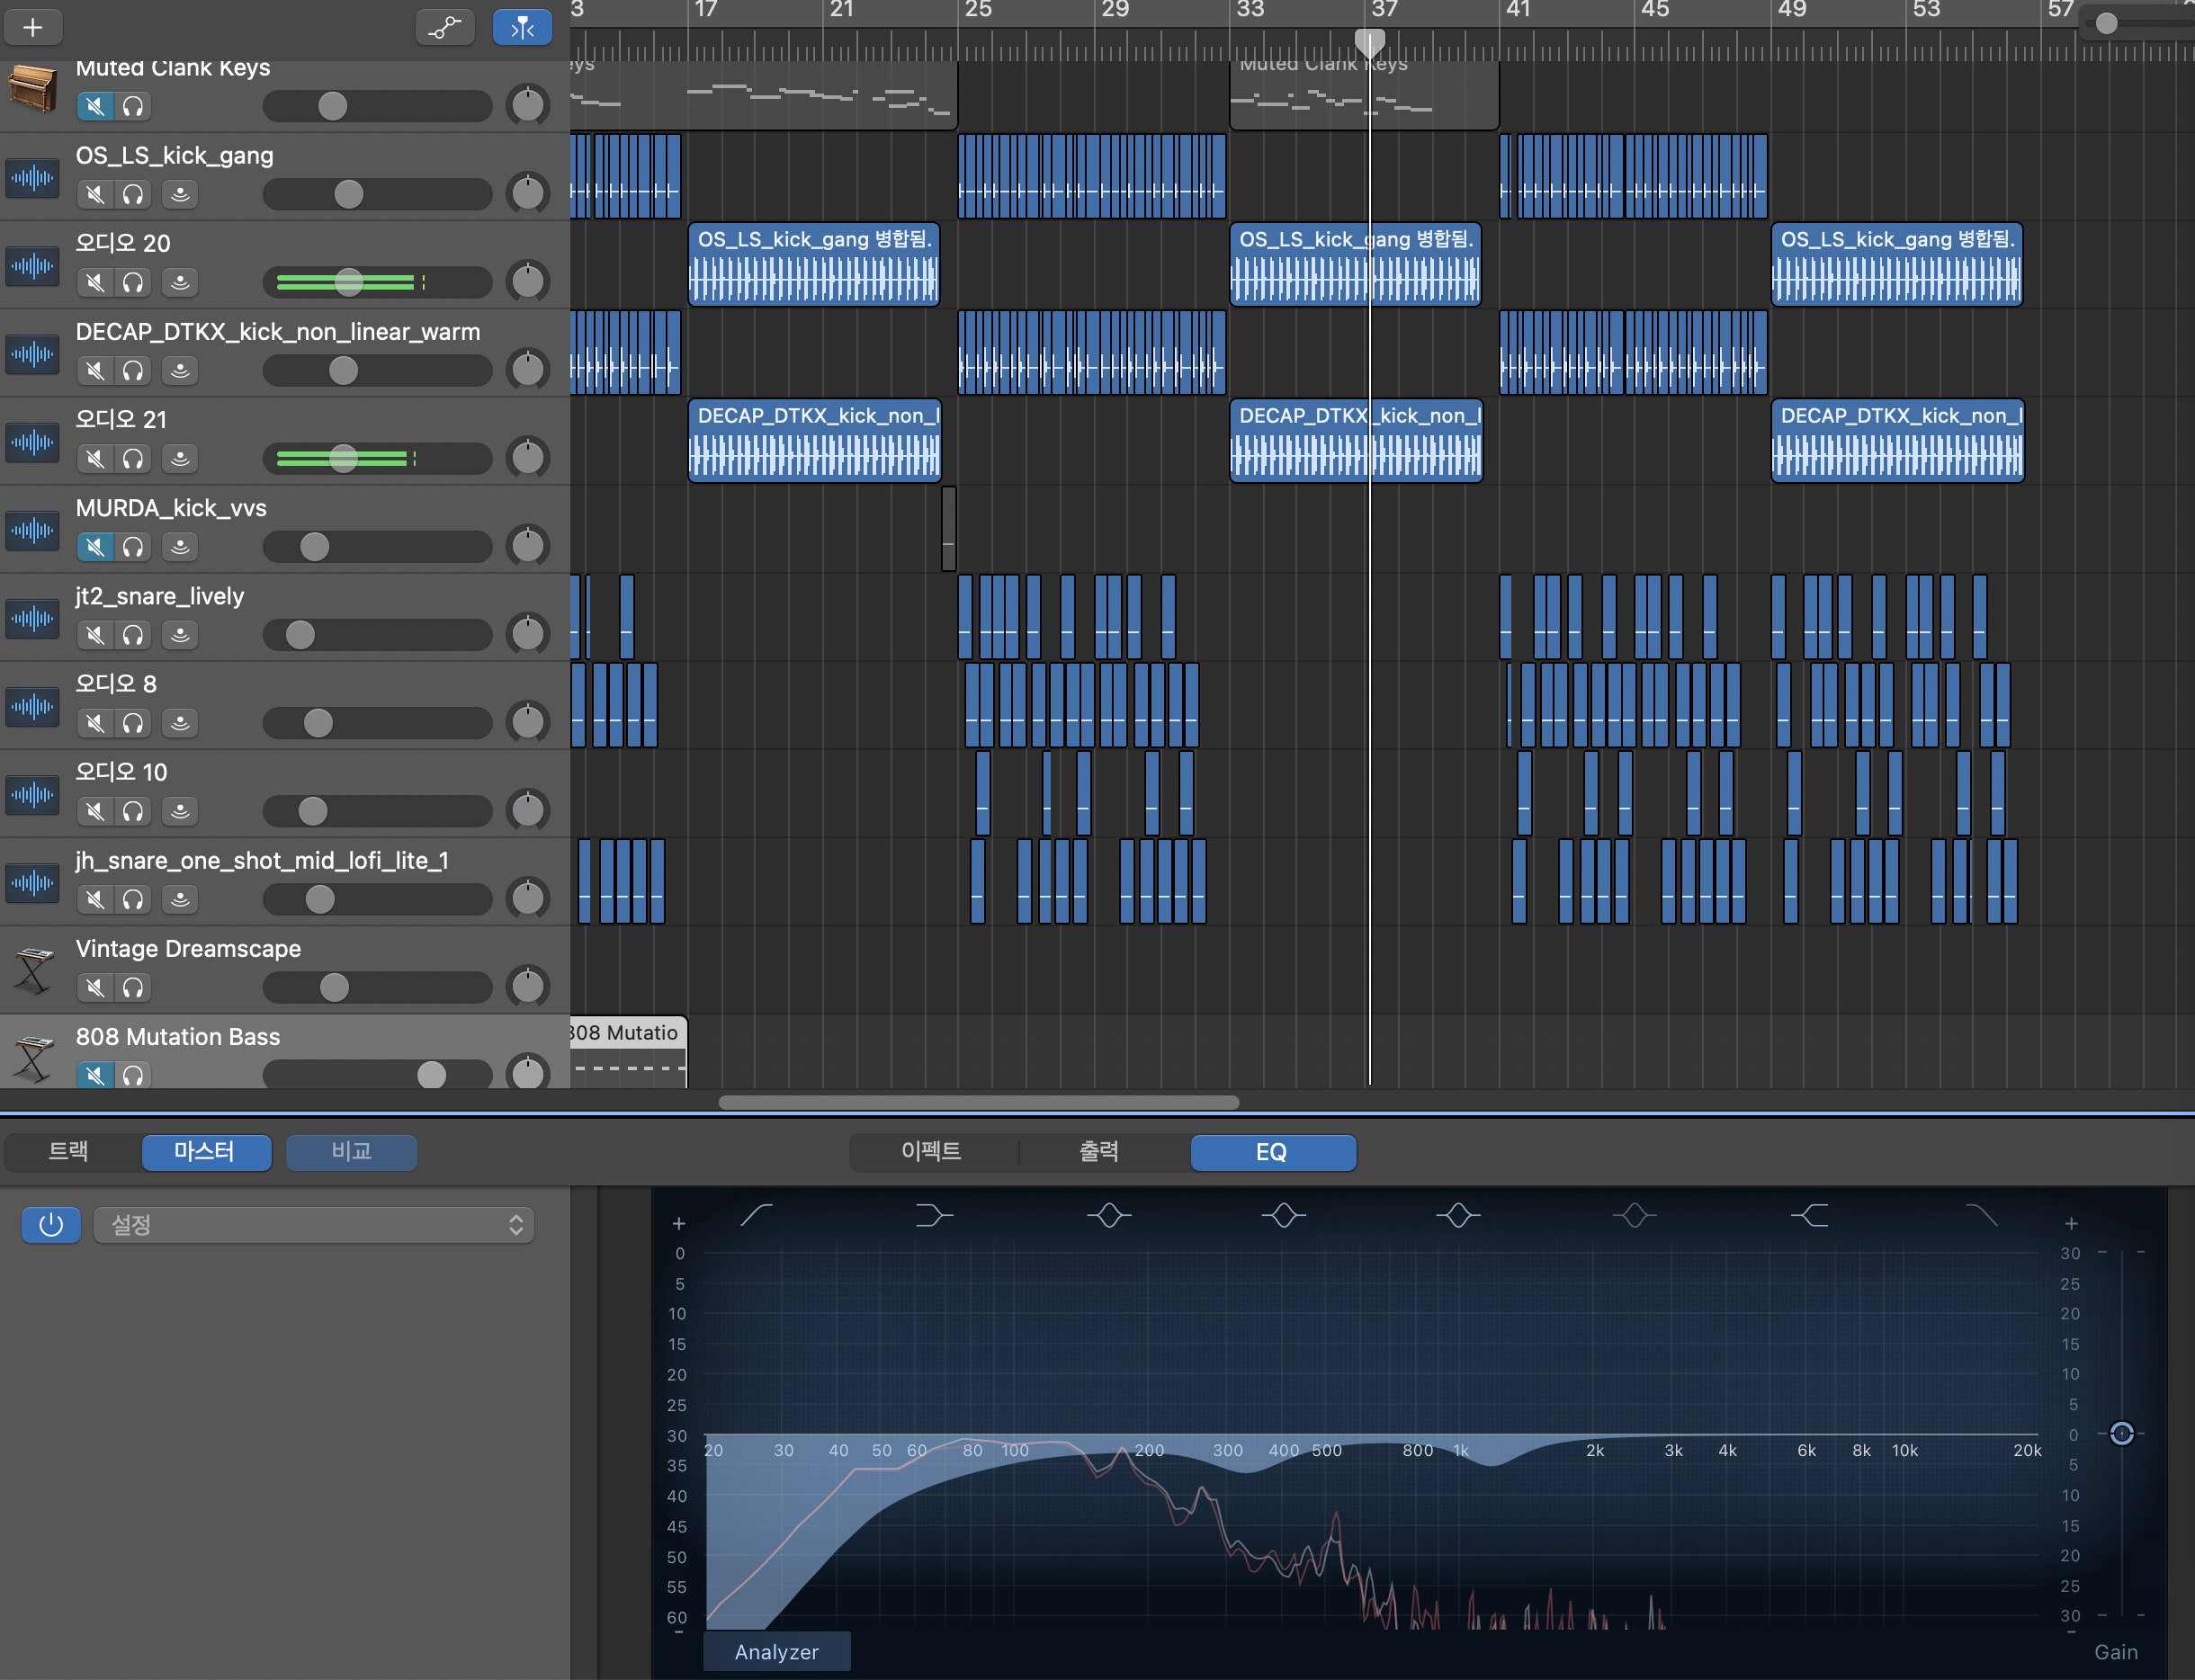 3 17 21 25 29 33 37 41 45 49 53 57
Muted Clank Keys
eys
Muted Clank Keys
OS_LS_kick_gang
오디오 20
OS_LS_kick_gang 병합됨.
OS_LS_kick_gang 병합됨.
OS_LS_kick_gang 병합됨.
DECAP_DTKX_kick_non_linear_warm
오디오 21
DECAP_DTKX_kick_non_l
DECAP_DTKX_kick_non_l
DECAP_DTKX_kick_non_l
MURDA_kick_vvs
jt2_snare_lively
오디오 8
오디오 10
jh_snare_one_shot_mid_lofi_lite_1
Vintage Dreamscape
808 Mutation Bass
808 Mutatio
트랙 마스터 비교 이펙트 출력 EQ
설정
+ +
0 30
5 25
10 20
15 15
20 10
25 5
30 0
20 30 40 50 60 80 100 200 300 400 500 800 1k 2k 3k 4k 6k 8k 10k 20k
35 5
40 10
45 15
50 20
55 25
60 30
- -
Analyzer
Gain